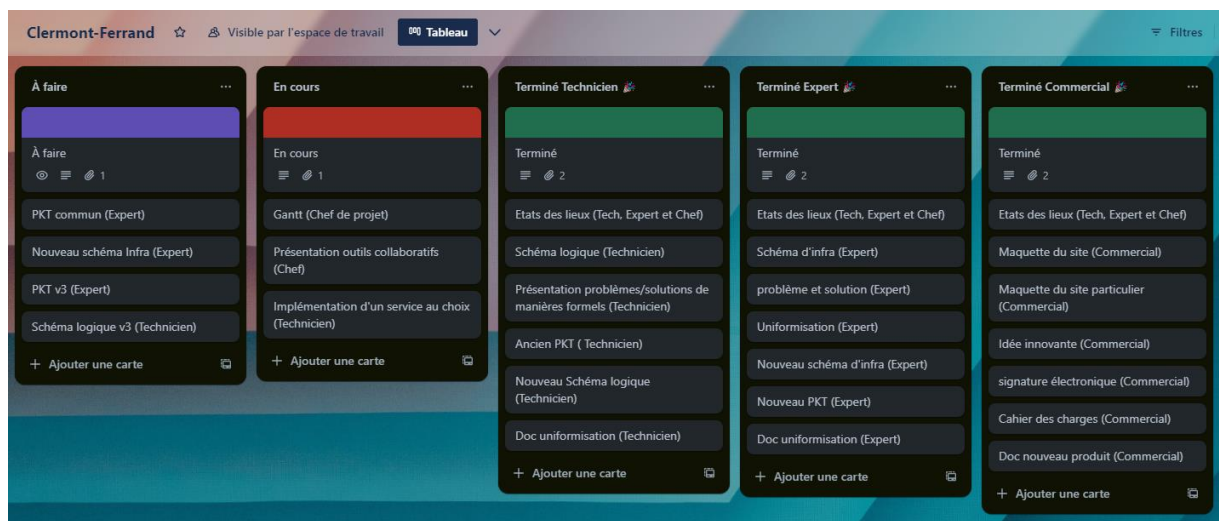 Clermont-Ferrand
Visible par l'espace de travail
Tableau
Filtres
À faire
À faire
1
PKT commun (Expert)
Nouveau schéma Infra (Expert)
PKT v3 (Expert)
Schéma logique v3 (Technicien)
+ Ajouter une carte
En cours
En cours
1
Gantt (Chef de projet)
Présentation outils collaboratifs
(Chef)
Implémentation d'un service au choix
(Technicien)
+ Ajouter une carte
Terminé Technicien 🎉
Terminé
2
Etats des lieux (Tech, Expert et Chef)
Schéma logique (Technicien)
Présentation problèmes/solutions de
manières formels (Technicien)
Ancien PKT ( Technicien)
Nouveau Schéma logique
(Technicien)
Doc uniformisation (Technicien)
+ Ajouter une carte
Terminé Expert 🎉
Terminé
2
Etats des lieux (Tech, Expert et Chef)
Schéma d'infra (Expert)
problème et solution (Expert)
Uniformisation (Expert)
Nouveau schéma d'infra (Expert)
Nouveau PKT (Expert)
Doc uniformisation (Expert)
+ Ajouter une carte
Terminé Commercial 🎉
Terminé
2
Etats des lieux (Tech, Expert et Chef)
Maquette du site (Commercial)
Maquette du site particulier
(Commercial)
Idée innovante (Commercial)
signature électronique (Commercial)
Cahier des charges (Commercial)
Doc nouveau produit (Commercial)
+ Ajouter une carte